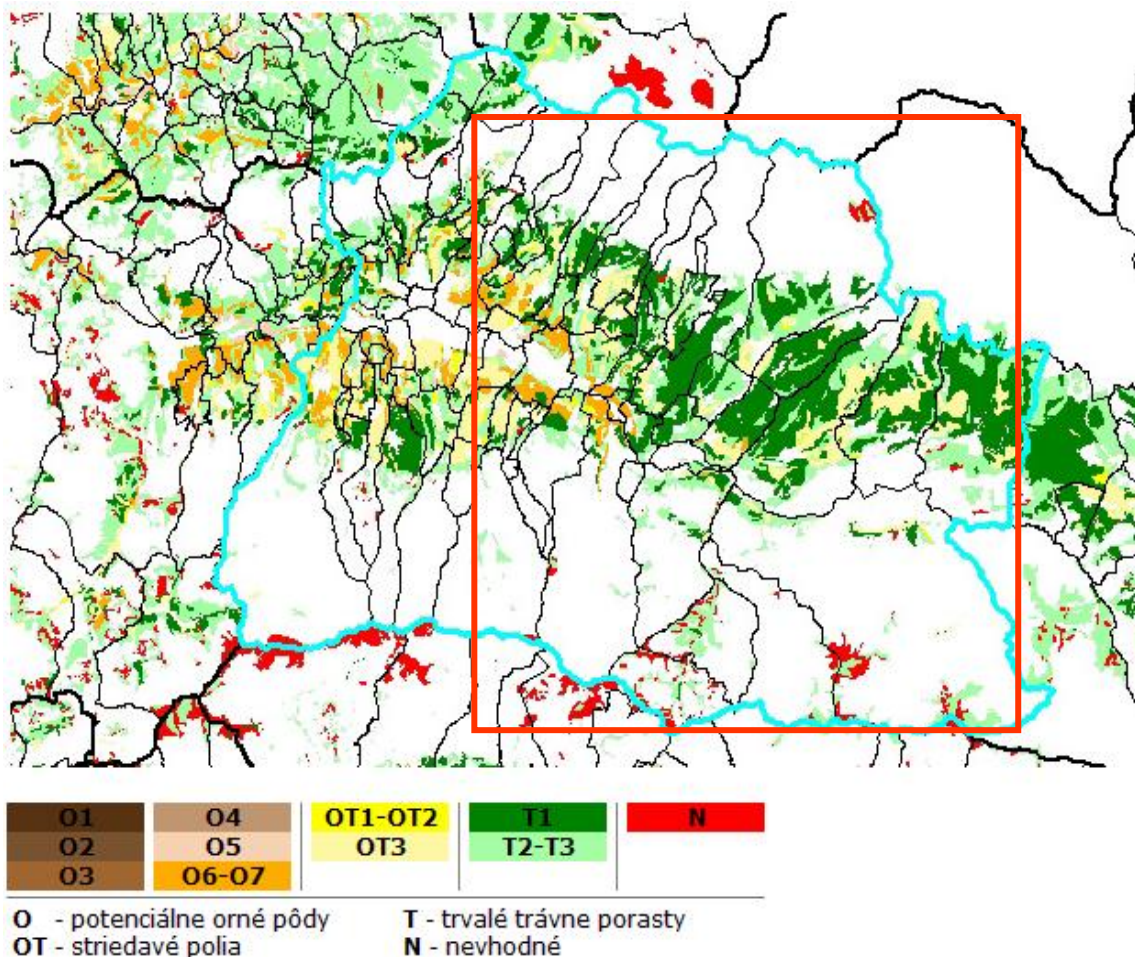 O1 O4 OT1-OT2 T1 N
O2 O5 OT3 T2-T3
O3 O6-O7
O - potenciálne orné pôdy T - trvalé trávne porasty
OT - striedavé polia N - nevhodné